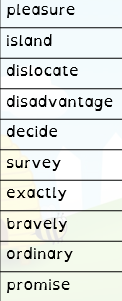 pleasure
island
dislocate
disadvantage
decide
survey
exactly
bravely
ordinary
promise